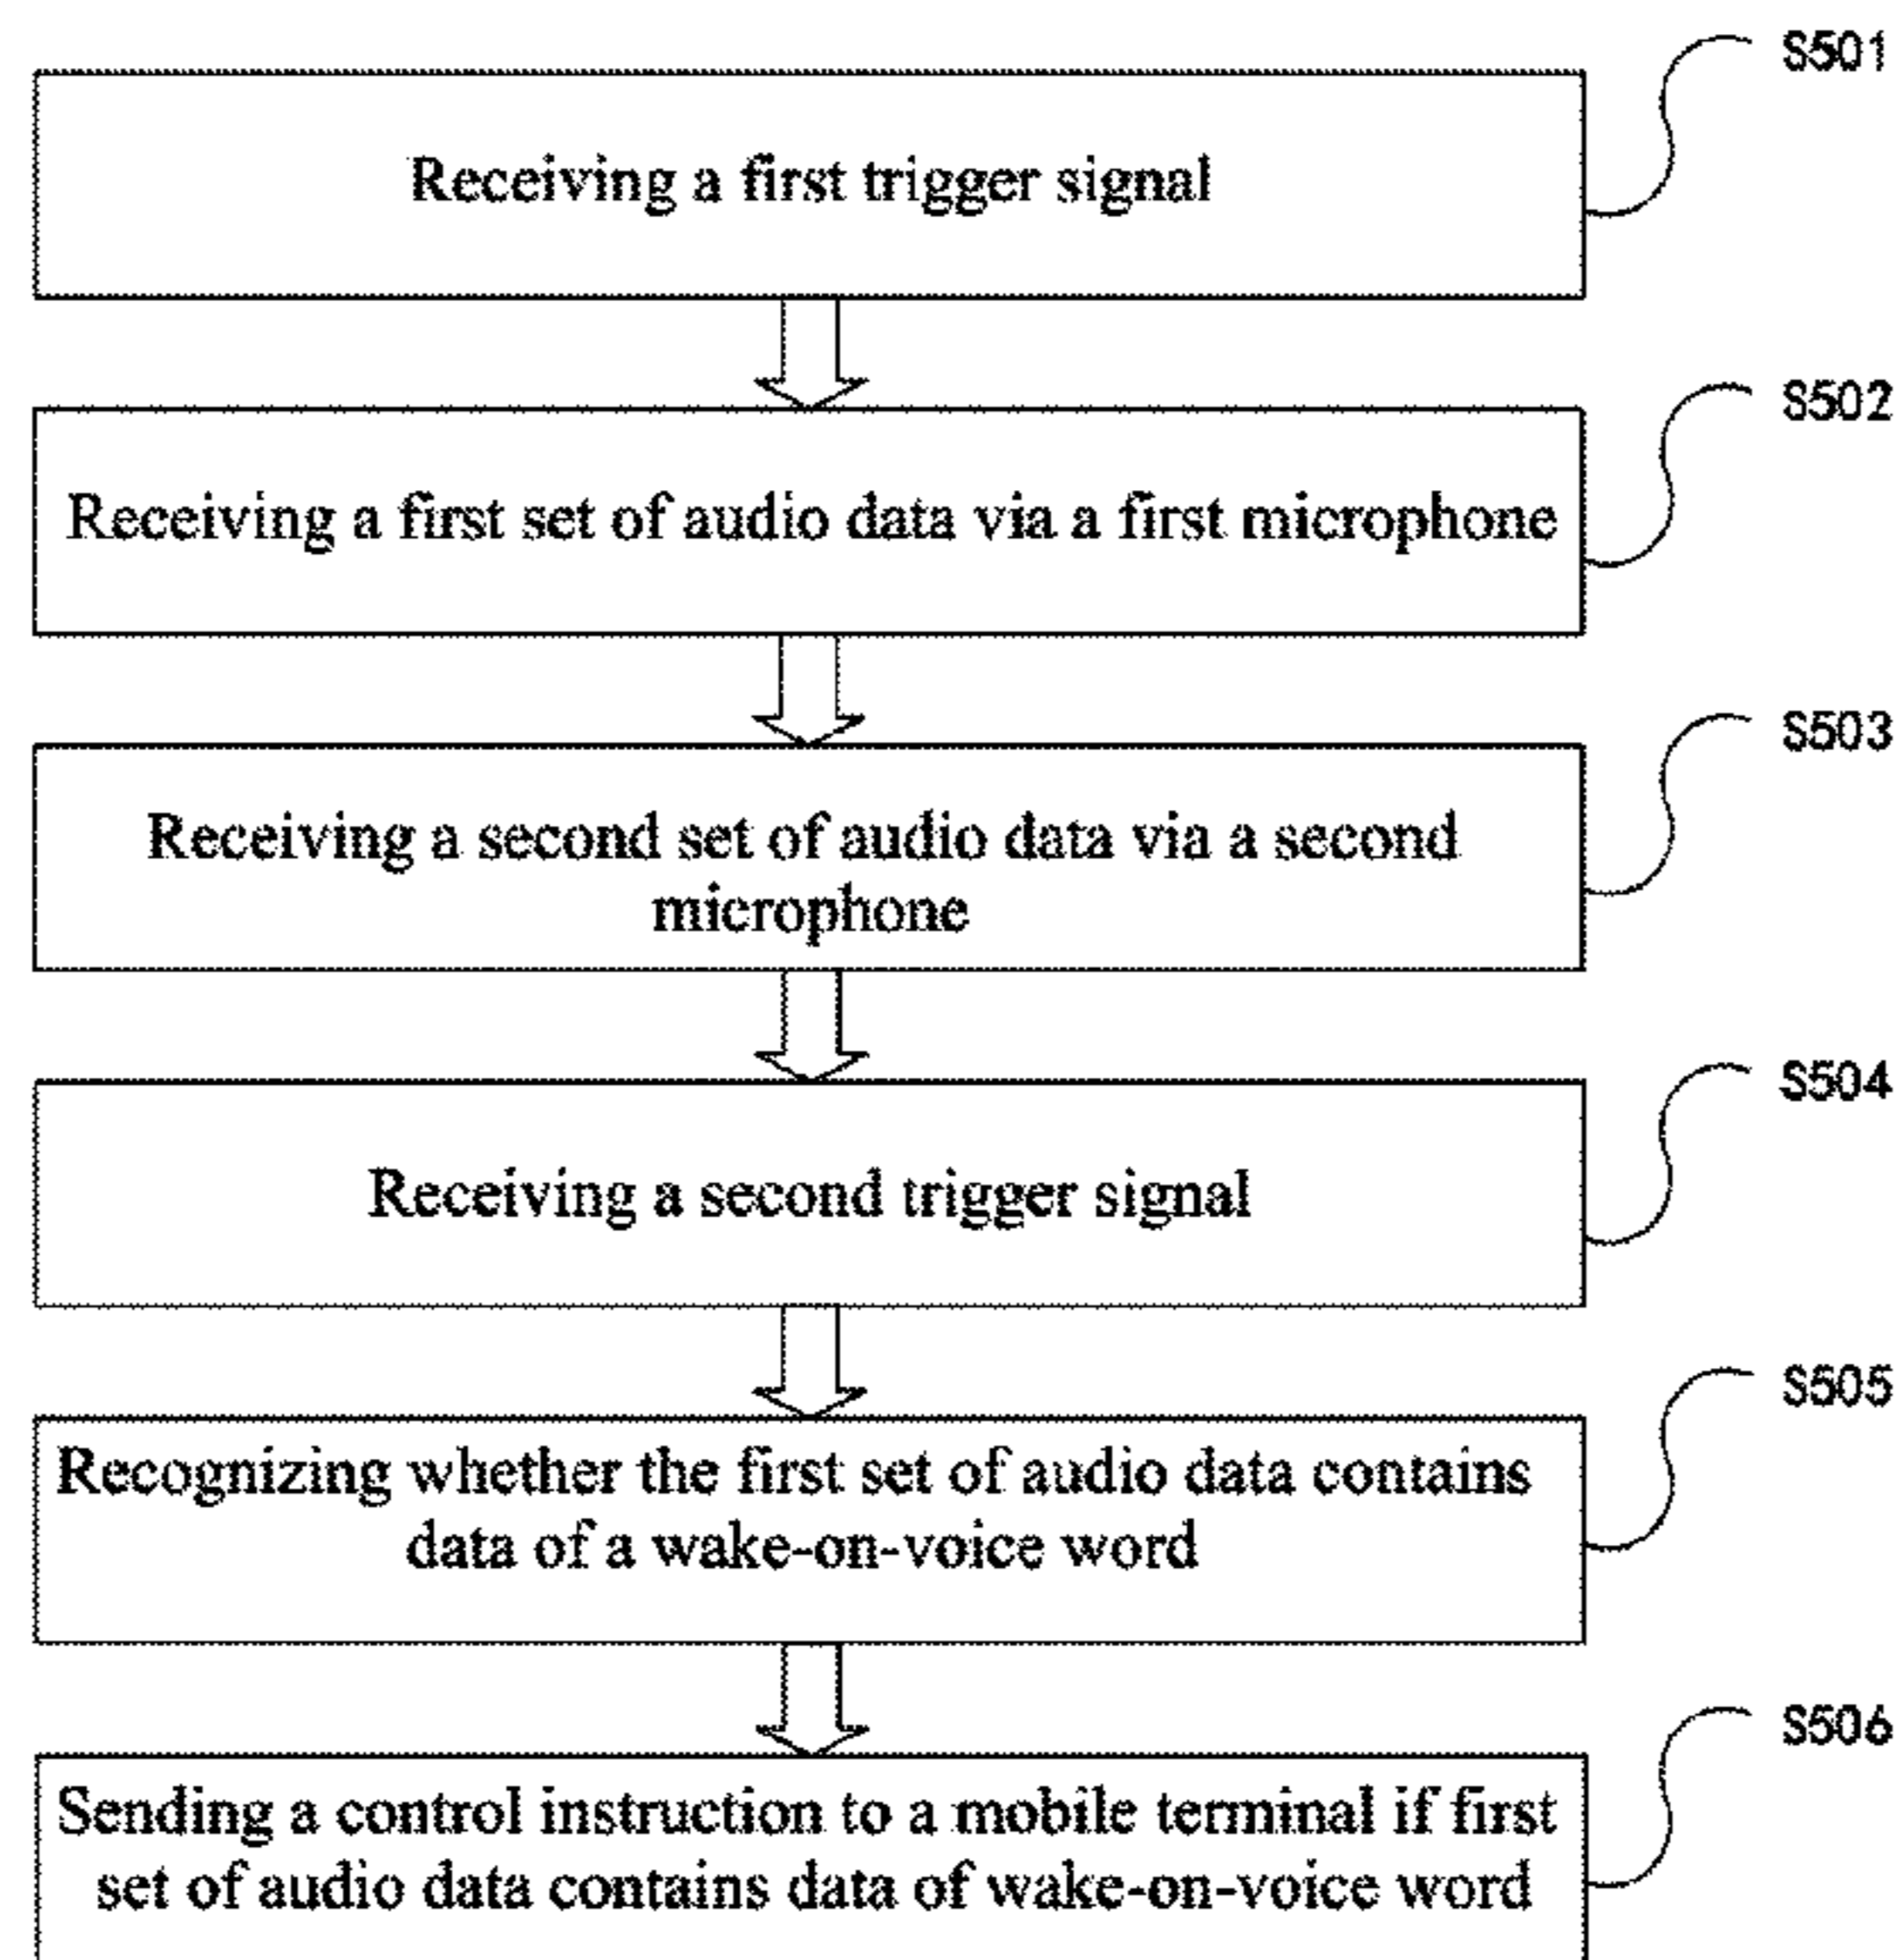 S501
Receiving a first trigger signal
S502
Receiving a first set of audio data via a first microphone
S503
Receiving a second set of audio data via a second
microphone
S504
Receiving a second trigger signal
S505
Recognizing whether the first set of audio data contains
data of a wake-on-voice word
S506
Sending a control instruction to a mobile terminal if first
set of audio data contains data of wake-on-voice word